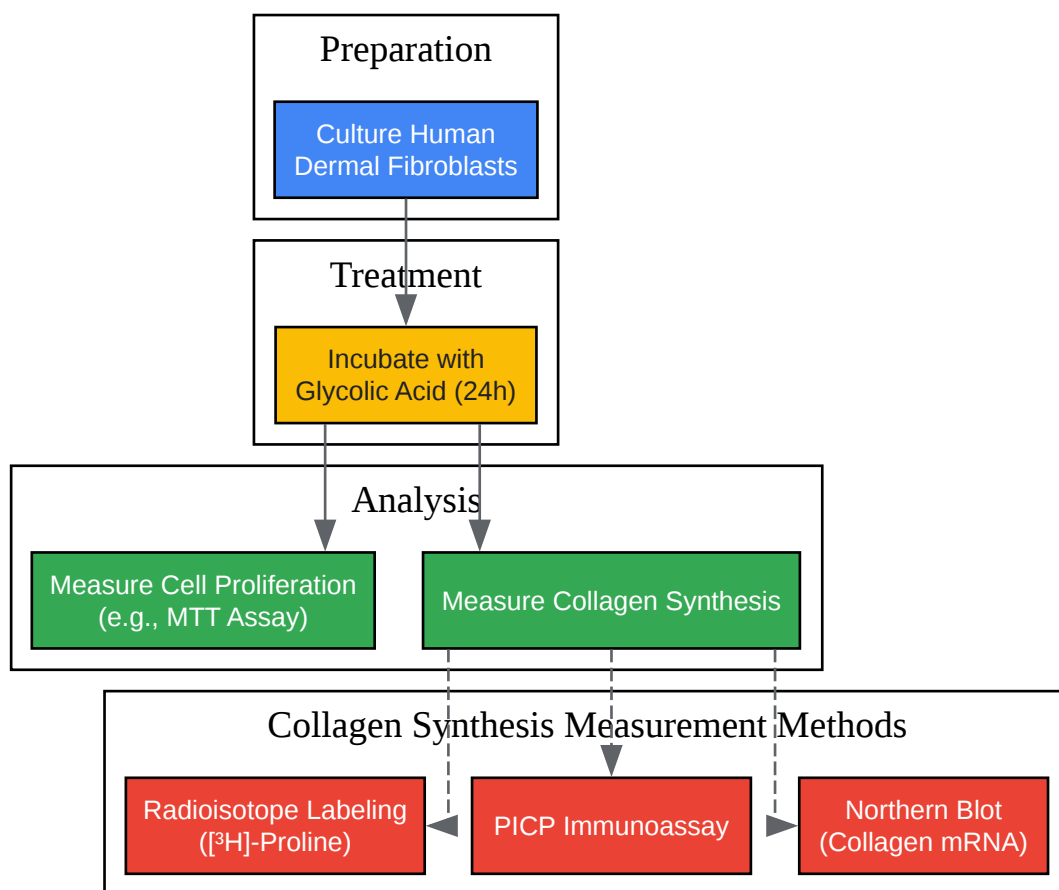 Preparation
Culture Human
Dermal Fibroblasts
Treatment
Incubate with
Glycolic Acid (24h)
Analysis
Measure Cell Proliferation
(e.g., MTT Assay)
Measure Collagen Synthesis
Collagen Synthesis Measurement Methods
Radioisotope Labeling
([³H]-Proline)
PICP Immunoassay
Northern Blot
(Collagen mRNA)